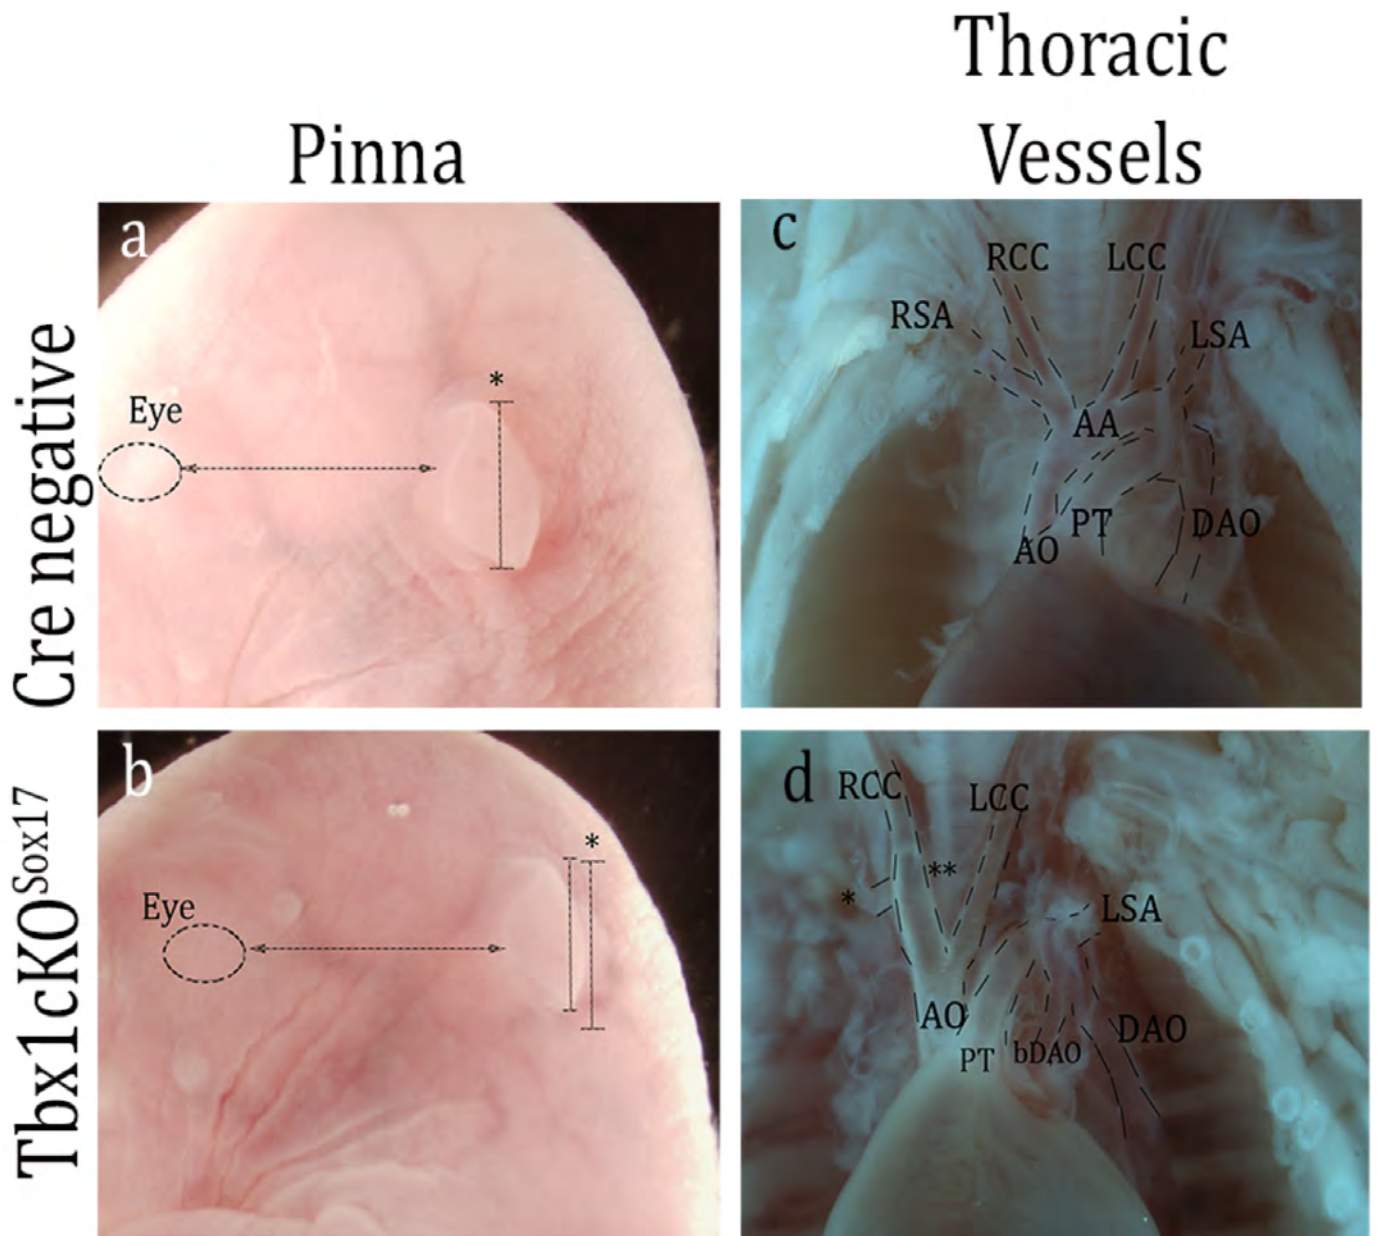 Thoracic
Vessels
Pinna
Cre negative
a
*
Eye
c
RCC
LCC
RSA
LSA
AA
PT
DAO
AO
Tbx1cKO^Sox17
b
*
Eye
d
RCC
LCC
**
*
LSA
AO
DAO
PT
bDAO